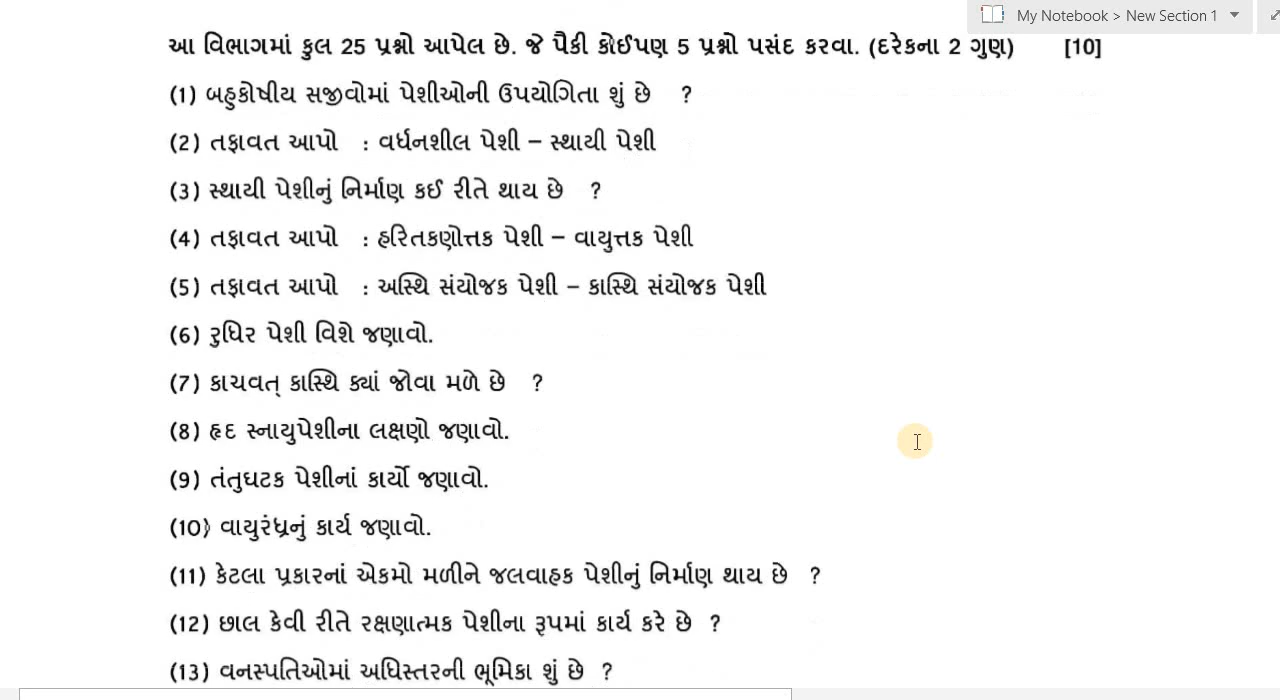 My Notebook > New Section 1
આ વિભાગમાં કુલ 25 પ્રશ્નો આપેલ છે. જે પૈકી કોઈપણ 5 પ્રશ્નો પસંદ કરવા. (દરેકના 2 ગુણ) [10]
(1) બહુકોષીય સજીવોમાં પેશીઓની ઉપયોગિતા શું છે ?
(2) તફાવત આપો : વર્ધનશીલ પેશી – સ્થાયી પેશી
(3) સ્થાયી પેશીનું નિર્માણ કઈ રીતે થાય છે ?
(4) તફાવત આપો : હરિતકણોત્તક પેશી – વાયુત્તક પેશી
(5) તફાવત આપો : અસ્થિ સંયોજક પેશી – કાસ્થિ સંયોજક પેશી
(6) રુધિર પેશી વિશે જણાવો.
(7) કાચવત્ કાસ્થિ ક્યાં જોવા મળે છે ?
(8) હૃદ સ્નાયુપેશીના લક્ષણો જણાવો.
(9) તંતુઘટક પેશીનાં કાર્યો જણાવો.
(10) વાયુરંધ્રનું કાર્ય જણાવો.
(11) કેટલા પ્રકારનાં એકમો મળીને જલવાહક પેશીનું નિર્માણ થાય છે ?
(12) છાલ કેવી રીતે રક્ષણાત્મક પેશીના રૂપમાં કાર્ય કરે છે ?
(13) વનસ્પતિઓમાં અધિસ્તરની ભૂમિકા શું છે ?